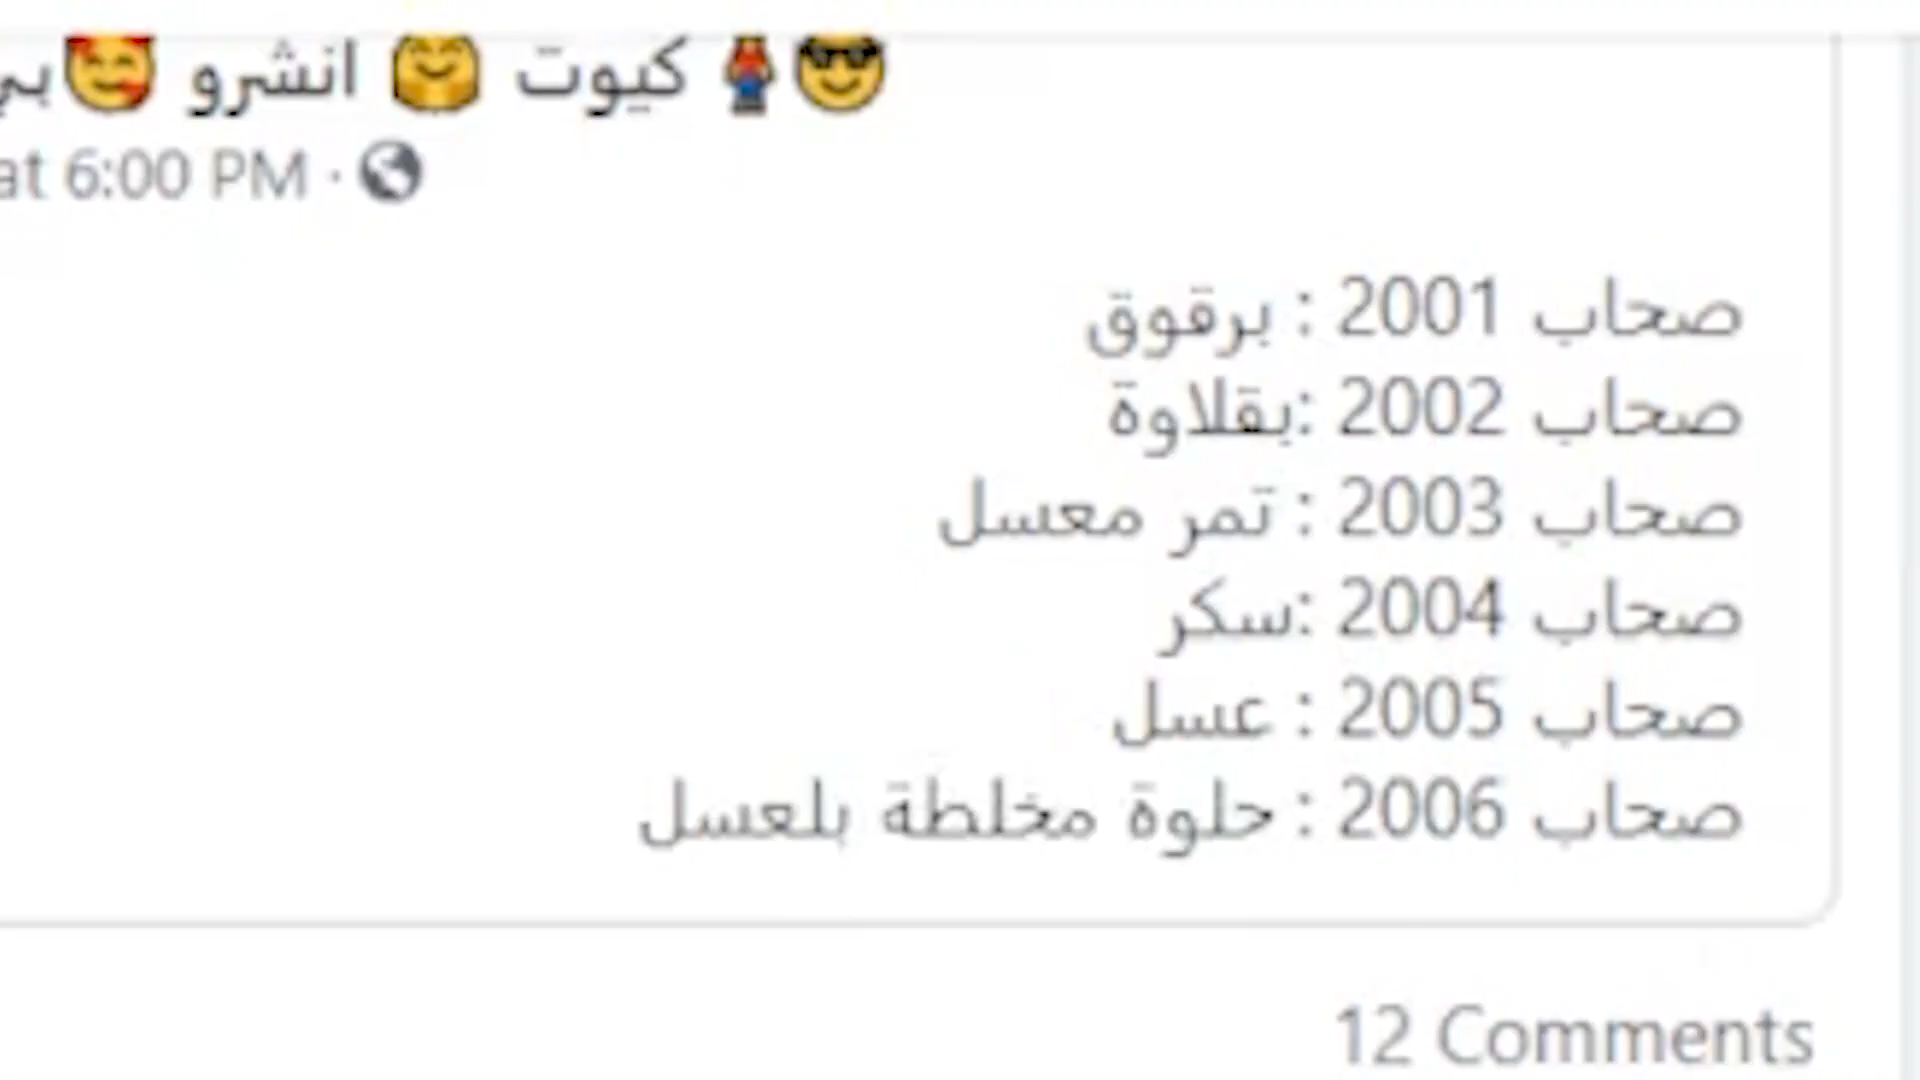 انشرو 🤗 كيوت 👨😎
at 6:00 PM ·
صحاب 2001 : برقوق
صحاب 2002 :بقلاوة
صحاب 2003 : تمر معسل
صحاب 2004 :سكر
صحاب 2005 : عسل
صحاب 2006 : حلوة مخلطة بلعسل
12 Comments